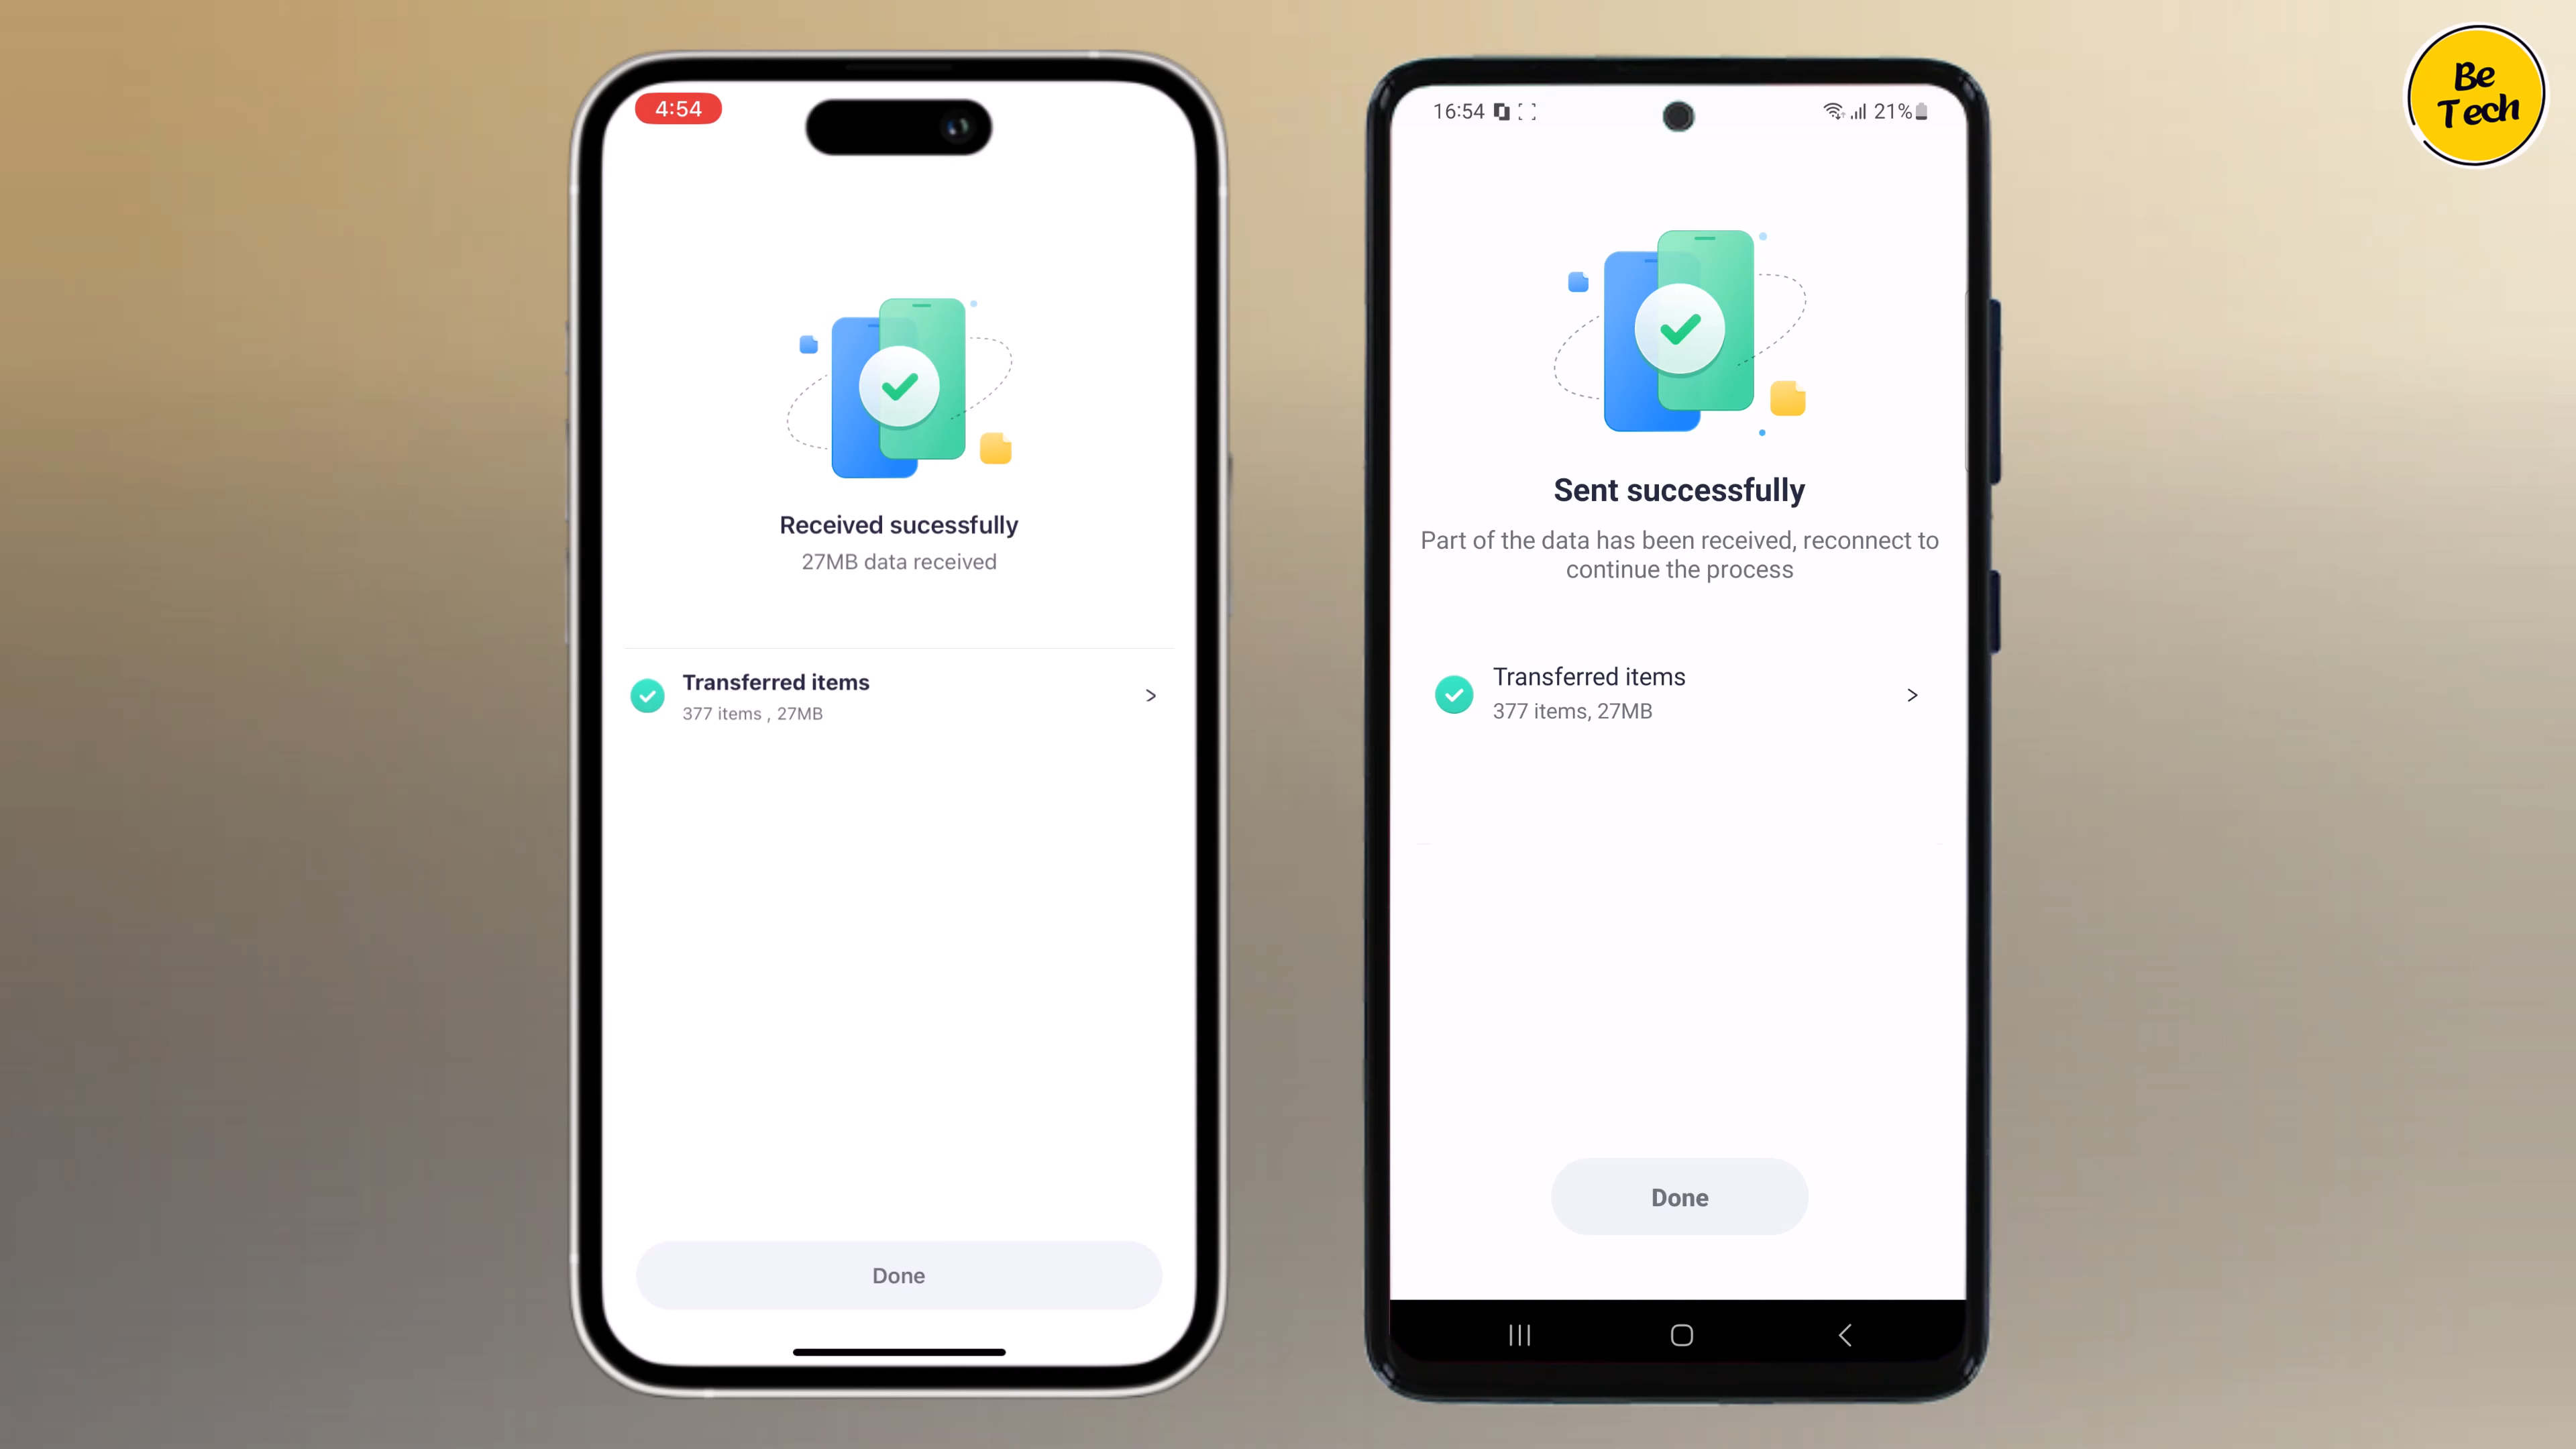 4:54
Received sucessfully
27MB data received
Transferred items
377 items , 27MB
Done
16:54
21%
Sent successfully
Part of the data has been received, reconnect to
continue the process
Transferred items
377 items, 27MB
Done
Be
Tech